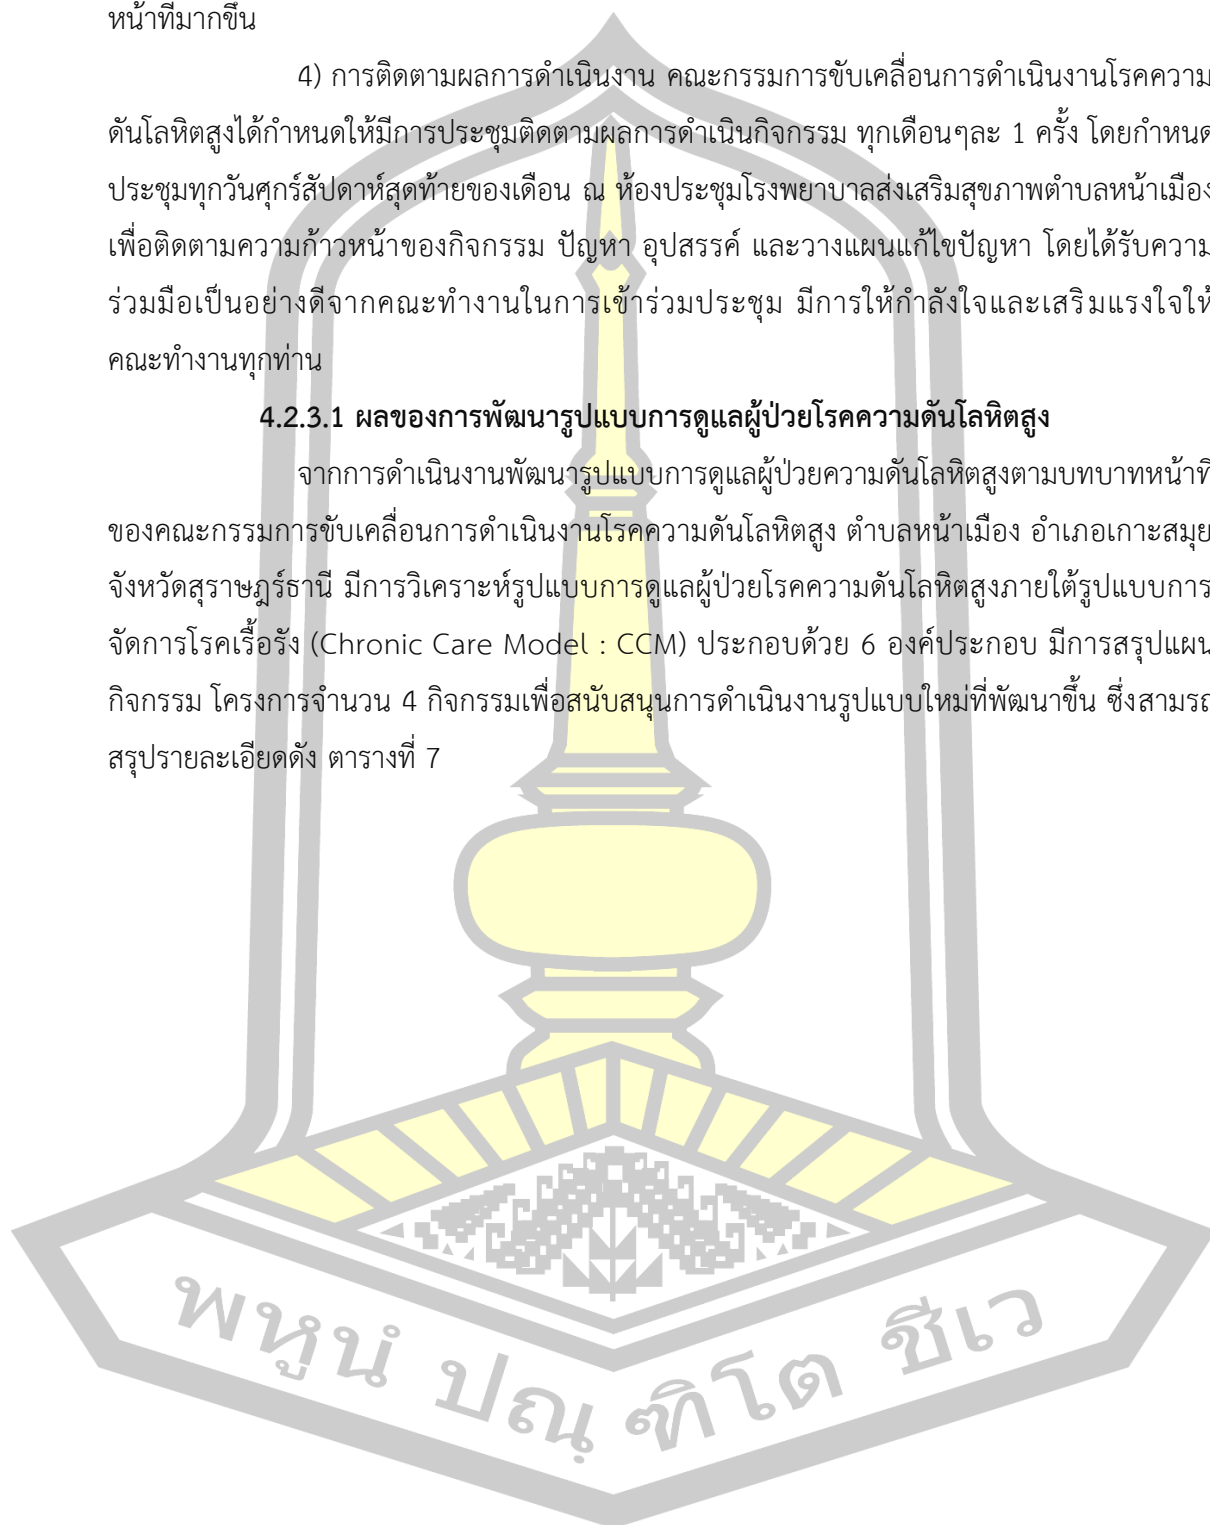 หน้าที่มากขึ้น
4) การติดตามผลการดำเนินงาน คณะกรรมการขับเคลื่อนการดำเนินงานโรคความ
ดันโลหิตสูงได้กำหนดให้มีการประชุมติดตามผลการดำเนินกิจกรรม ทุกเดือนๆละ 1 ครั้ง โดยกำหนด
ประชุมทุกวันศุกร์สัปดาห์สุดท้ายของเดือน ณ ห้องประชุมโรงพยาบาลส่งเสริมสุขภาพตำบลหน้าเมือง
เพื่อติดตามความก้าวหน้าของกิจกรรม ปัญหา อุปสรรค์ และวางแผนแก้ไขปัญหา โดยได้รับความ
ร่วมมือเป็นอย่างดีจากคณะทำงานในการเข้าร่วมประชุม มีการให้กำลังใจและเสริมแรงใจให้
คณะทำงานทุกท่าน
4.2.3.1 ผลของการพัฒนารูปแบบการดูแลผู้ป่วยโรคความดันโลหิตสูง
จากการดำเนินงานพัฒนารูปแบบการดูแลผู้ป่วยความดันโลหิตสูงตามบทบาทหน้าที่
ของคณะกรรมการขับเคลื่อนการดำเนินงานโรคความดันโลหิตสูง ตำบลหน้าเมือง อำเภอเกาะสมุย
จังหวัดสุราษฎร์ธานี มีการวิเคราะห์รูปแบบการดูแลผู้ป่วยโรคความดันโลหิตสูงภายใต้รูปแบบการ
จัดการโรคเรื้อรัง (Chronic Care Model : CCM) ประกอบด้วย 6 องค์ประกอบ มีการสรุปแผน
กิจกรรม โครงการจำนวน 4 กิจกรรมเพื่อสนับสนุนการดำเนินงานรูปแบบใหม่ที่พัฒนาขึ้น ซึ่งสามารถ
สรุปรายละเอียดดัง ตารางที่ 7
พหูนํ ปณฺ ฑิโต ชีเว